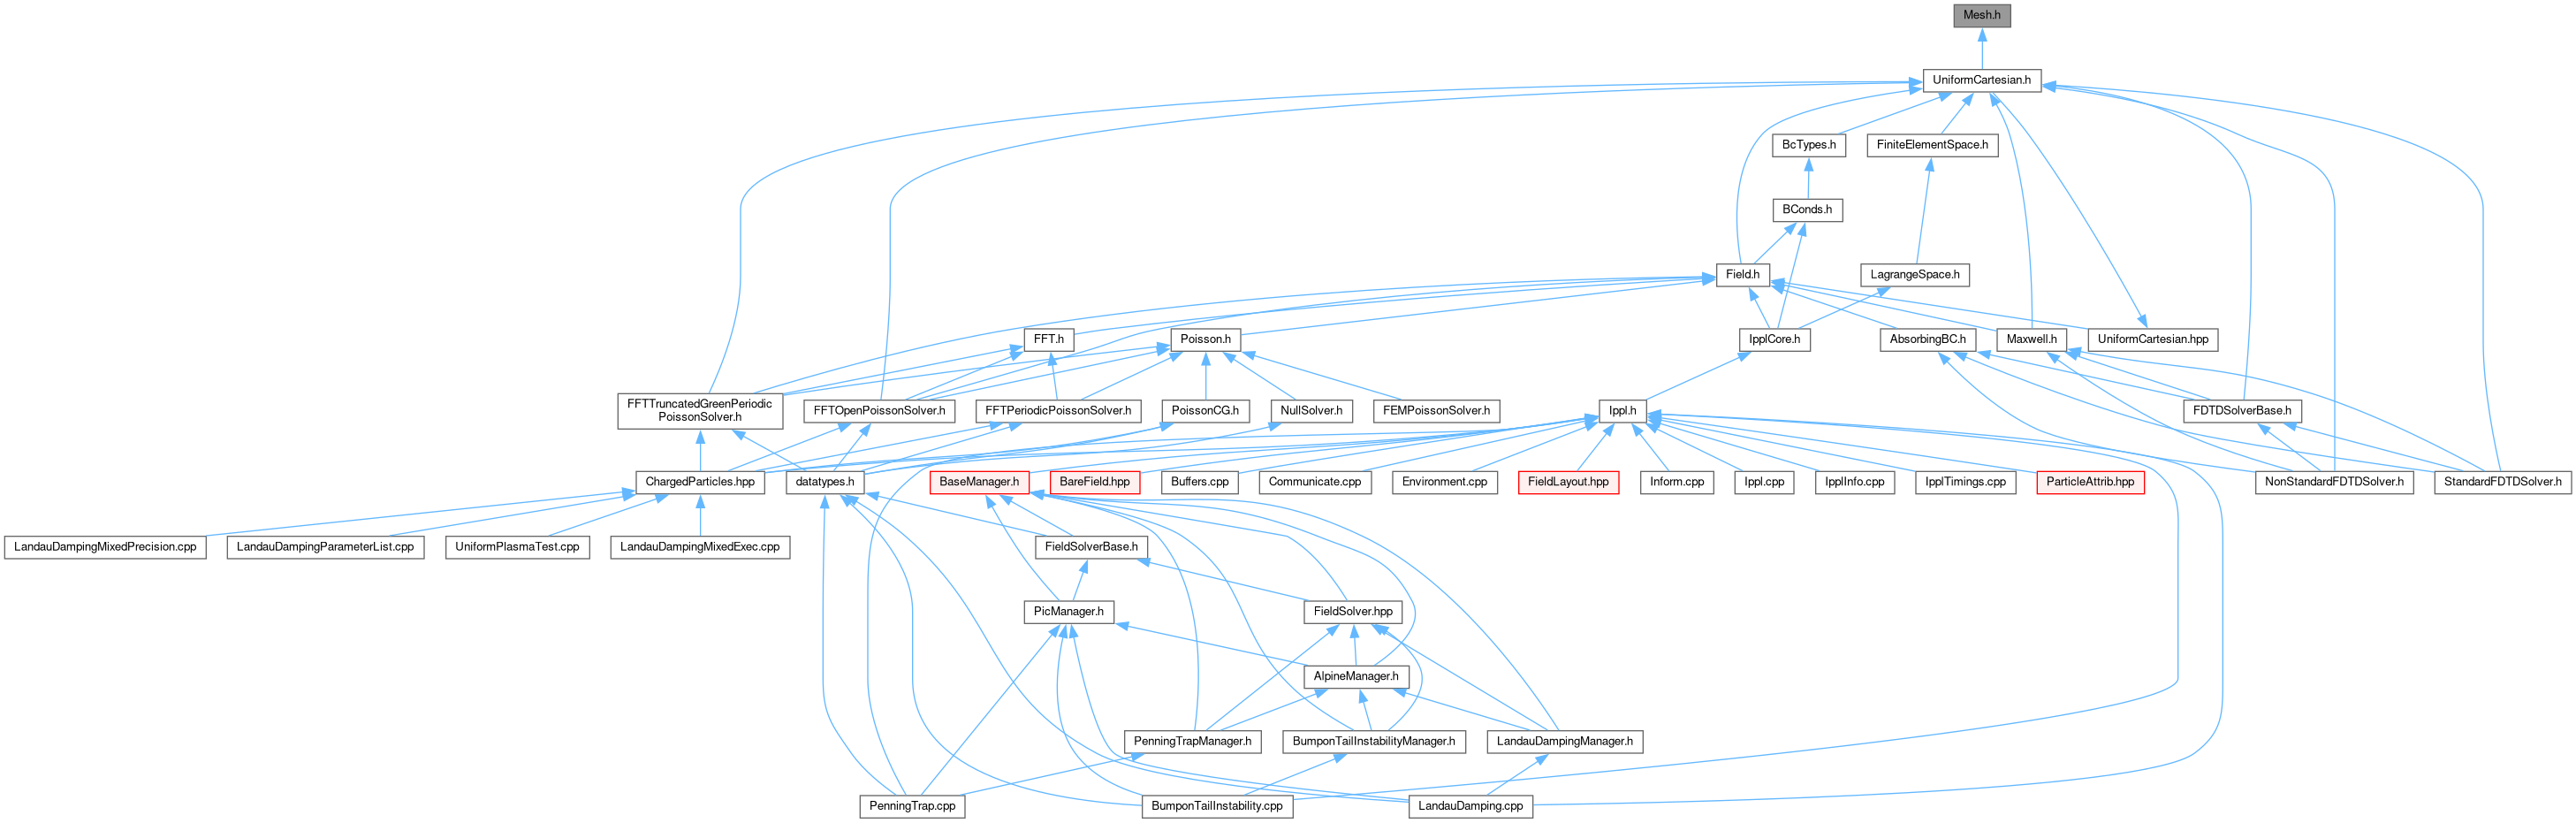 Mesh.h
UniformCartesian.h
BcTypes.h
FiniteElementSpace.h
BConds.h
Field.h
LagrangeSpace.h
FFT.h
Poisson.h
IpplCore.h
AbsorbingBC.h
Maxwell.h
UniformCartesian.hpp
FFTTruncatedGreenPeriodic
PoissonSolver.h
FFTOpenPoissonSolver.h
FFTPeriodicPoissonSolver.h
PoissonCG.h
NullSolver.h
FEMPoissonSolver.h
Ippl.h
FDTDSolverBase.h
ChargedParticles.hpp
datatypes.h
BaseManager.h
BareField.hpp
Buffers.cpp
Communicate.cpp
Environment.cpp
FieldLayout.hpp
Inform.cpp
Ippl.cpp
IpplInfo.cpp
IpplTimings.cpp
ParticleAttrib.hpp
NonStandardFDTDSolver.h
StandardFDTDSolver.h
LandauDampingMixedPrecision.cpp
LandauDampingParameterList.cpp
UniformPlasmaTest.cpp
LandauDampingMixedExec.cpp
FieldSolverBase.h
PicManager.h
FieldSolver.hpp
AlpineManager.h
PenningTrapManager.h
BumponTailInstabilityManager.h
LandauDampingManager.h
PenningTrap.cpp
BumponTailInstability.cpp
LandauDamping.cpp